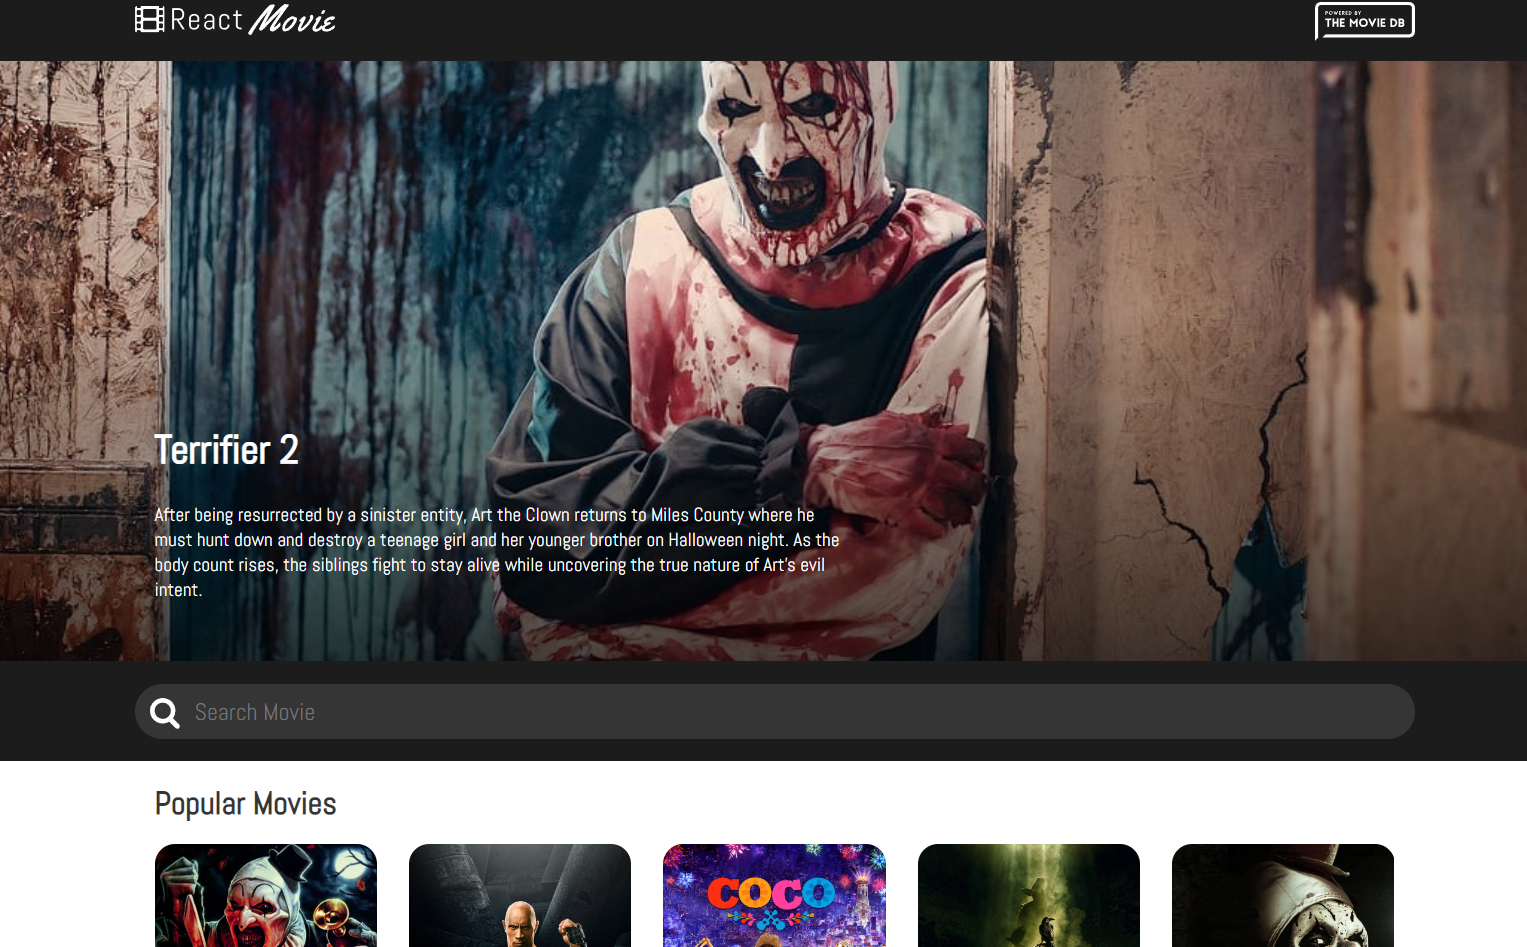 React Movie
POWERED BY
THE MOVIE DB
Terrifier 2
After being resurrected by a sinister entity, Art the Clown returns to Miles County where he
must hunt down and destroy a teenage girl and her younger brother on Halloween night. As the
body count rises, the siblings fight to stay alive while uncovering the true nature of Art's evil
intent.
Search Movie
Popular Movies
COCO